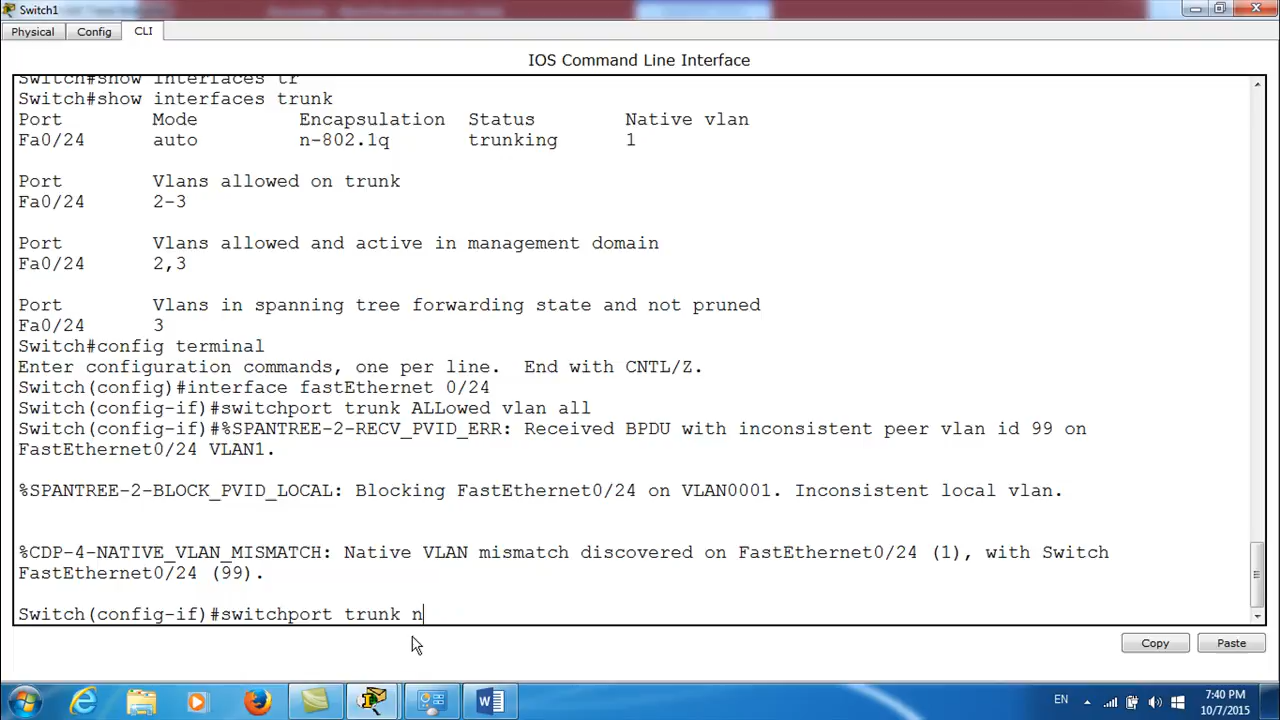 Switch1
Physical Config CLI
IOS Command Line Interface
Switch#show interfaces tr
Switch#show interfaces trunk
Port Mode Encapsulation Status Native vlan
Fa0/24 auto n-802.1q trunking 1
Port Vlans allowed on trunk
Fa0/24 2-3
Port Vlans allowed and active in management domain
Fa0/24 2,3
Port Vlans in spanning tree forwarding state and not pruned
Fa0/24 3
Switch#config terminal
Enter configuration commands, one per line. End with CNTL/Z.
Switch(config)#interface fastEthernet 0/24
Switch(config-if)#switchport trunk ALLowed vlan all
Switch(config-if)#%SPANTREE-2-RECV_PVID_ERR: Received BPDU with inconsistent peer vlan id 99 on
FastEthernet0/24 VLAN1.
%SPANTREE-2-BLOCK_PVID_LOCAL: Blocking FastEthernet0/24 on VLAN0001. Inconsistent local vlan.
%CDP-4-NATIVE_VLAN_MISMATCH: Native VLAN mismatch discovered on FastEthernet0/24 (1), with Switch
FastEthernet0/24 (99).
Switch(config-if)#switchport trunk n
Copy Paste
EN
7:40 PM
10/7/2015